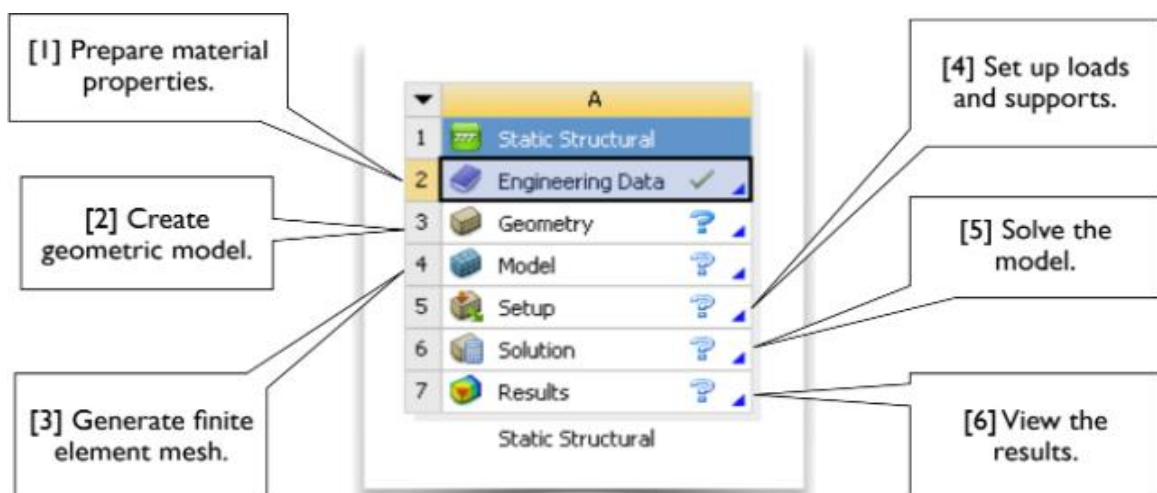 [1] Prepare material
properties.
[2] Create
geometric model.
[3] Generate finite
element mesh.
A
1 Static Structural
2 Engineering Data
3 Geometry ?
4 Model ?
5 Setup ?
6 Solution ?
7 Results ?
Static Structural
[4] Set up loads
and supports.
[5] Solve the
model.
[6] View the
results.